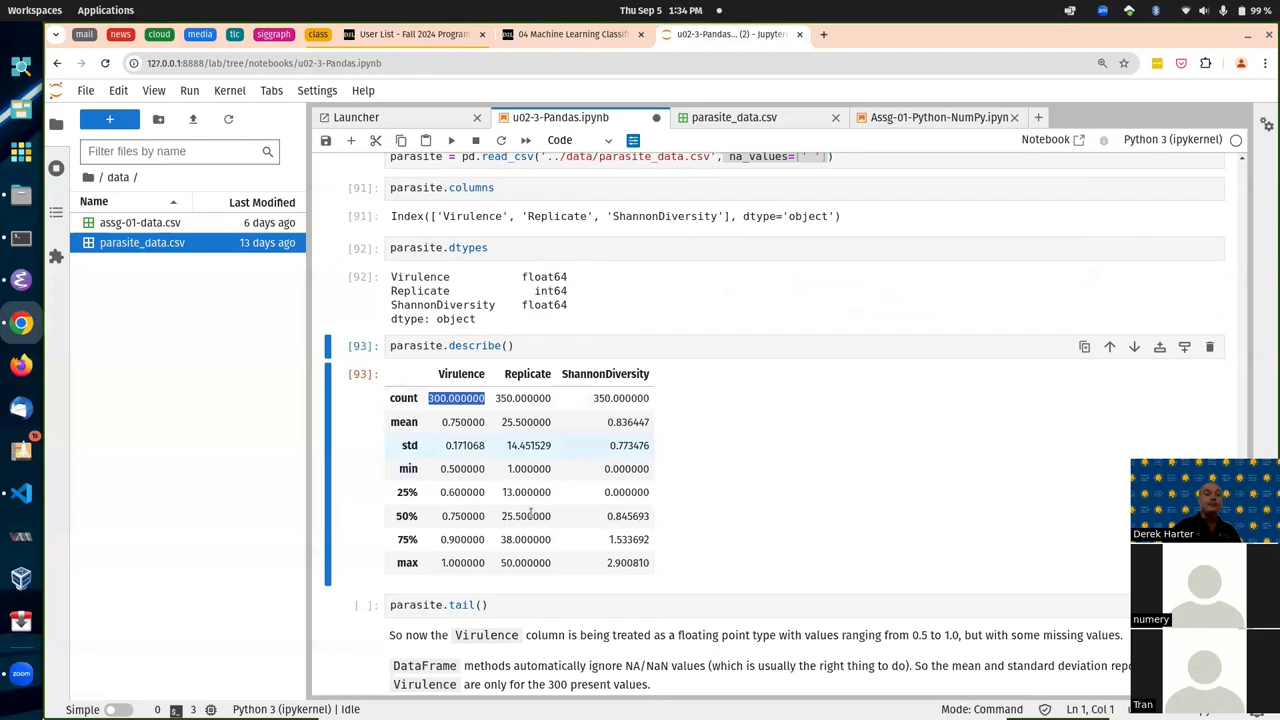 Workspaces Applications Thu Sep 5 1:34 PM 99 %
mail news cloud media tlc siggraph class User List - Fall 2024 Program 04 Machine Learning Classifi u02-3-Pandas... (2) - Jupyter
127.0.0.1:8888/lab/tree/notebooks/u02-3-Pandas.ipynb
File Edit View Run Kernel Tabs Settings Help
Launcher u02-3-Pandas.ipynb parasite_data.csv Assg-01-Python-NumPy.ipyn
Code Notebook Python 3 (ipykernel)
Filter files by name
/ data /
Name Last Modified
assg-01-data.csv 6 days ago
parasite_data.csv 13 days ago
parasite = pd.read_csv('../data/parasite_data.csv', na_values=[' '])
[91]: parasite.columns
[91]: Index(['Virulence', 'Replicate', 'ShannonDiversity'], dtype='object')
[92]: parasite.dtypes
[92]: Virulence float64
Replicate int64
ShannonDiversity float64
dtype: object
[93]: parasite.describe()
[93]: Virulence Replicate ShannonDiversity
count 300.000000 350.000000 350.000000
mean 0.750000 25.500000 0.836447
std 0.171068 14.451529 0.773476
min 0.500000 1.000000 0.000000
25% 0.600000 13.000000 0.000000
50% 0.750000 25.500000 0.845693
75% 0.900000 38.000000 1.533692
max 1.000000 50.000000 2.900810
[ ]: parasite.tail()
So now the Virulence column is being treated as a floating point type with values ranging from 0.5 to 1.0, but with some missing values.
DataFrame methods automatically ignore NA/NaN values (which is usually the right thing to do). So the mean and standard deviation repo
Virulence are only for the 300 present values.
Derek Harter
numery
Tran
Simple 0 3 Python 3 (ipykernel) | Idle Mode: Command Ln 1, Col 1